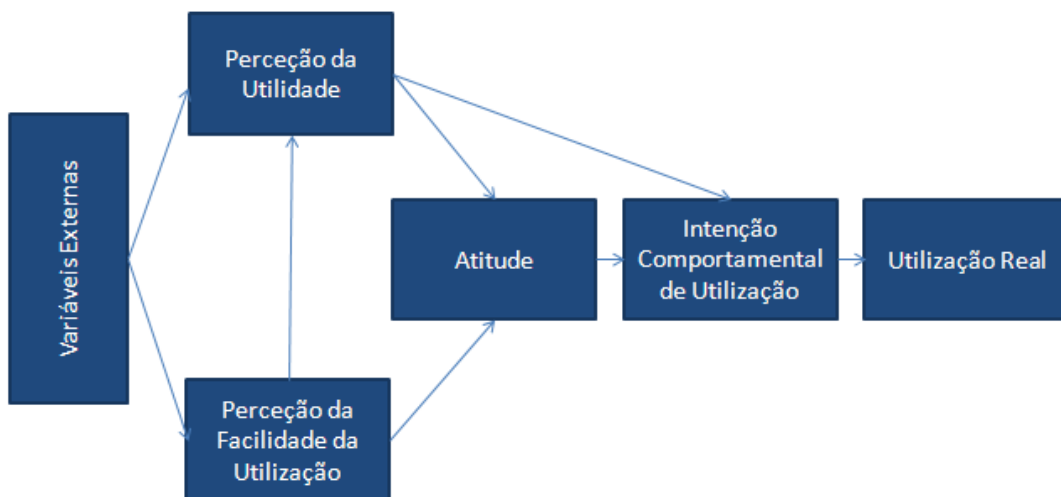 Variáveis Externas
Perceção da
Utilidade
Perceção da
Facilidade da
Utilização
Atitude
Intenção
Comportamental
de Utilização
Utilização Real